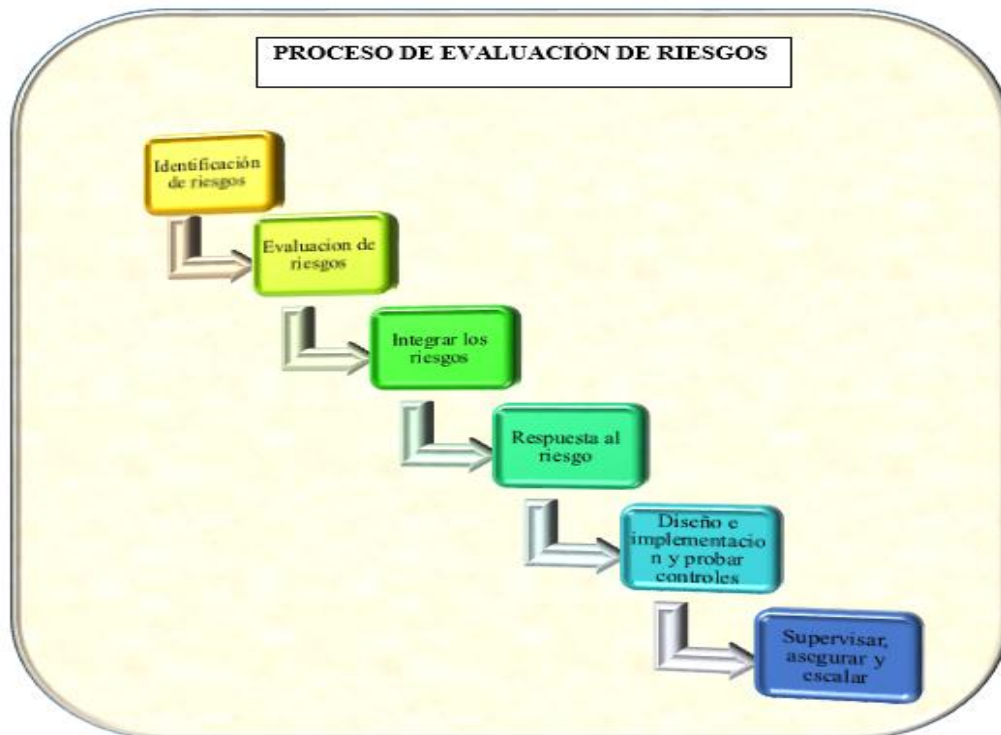 PROCESO DE EVALUACIÓN DE RIESGOS
Identificación
de riesgos
Evaluacion de
riesgos
Integrar los
riesgos
Respuesta al
riesgo
Diseño e
implementacio
n y probar
controles
Supervisar,
asegurar y
escalar